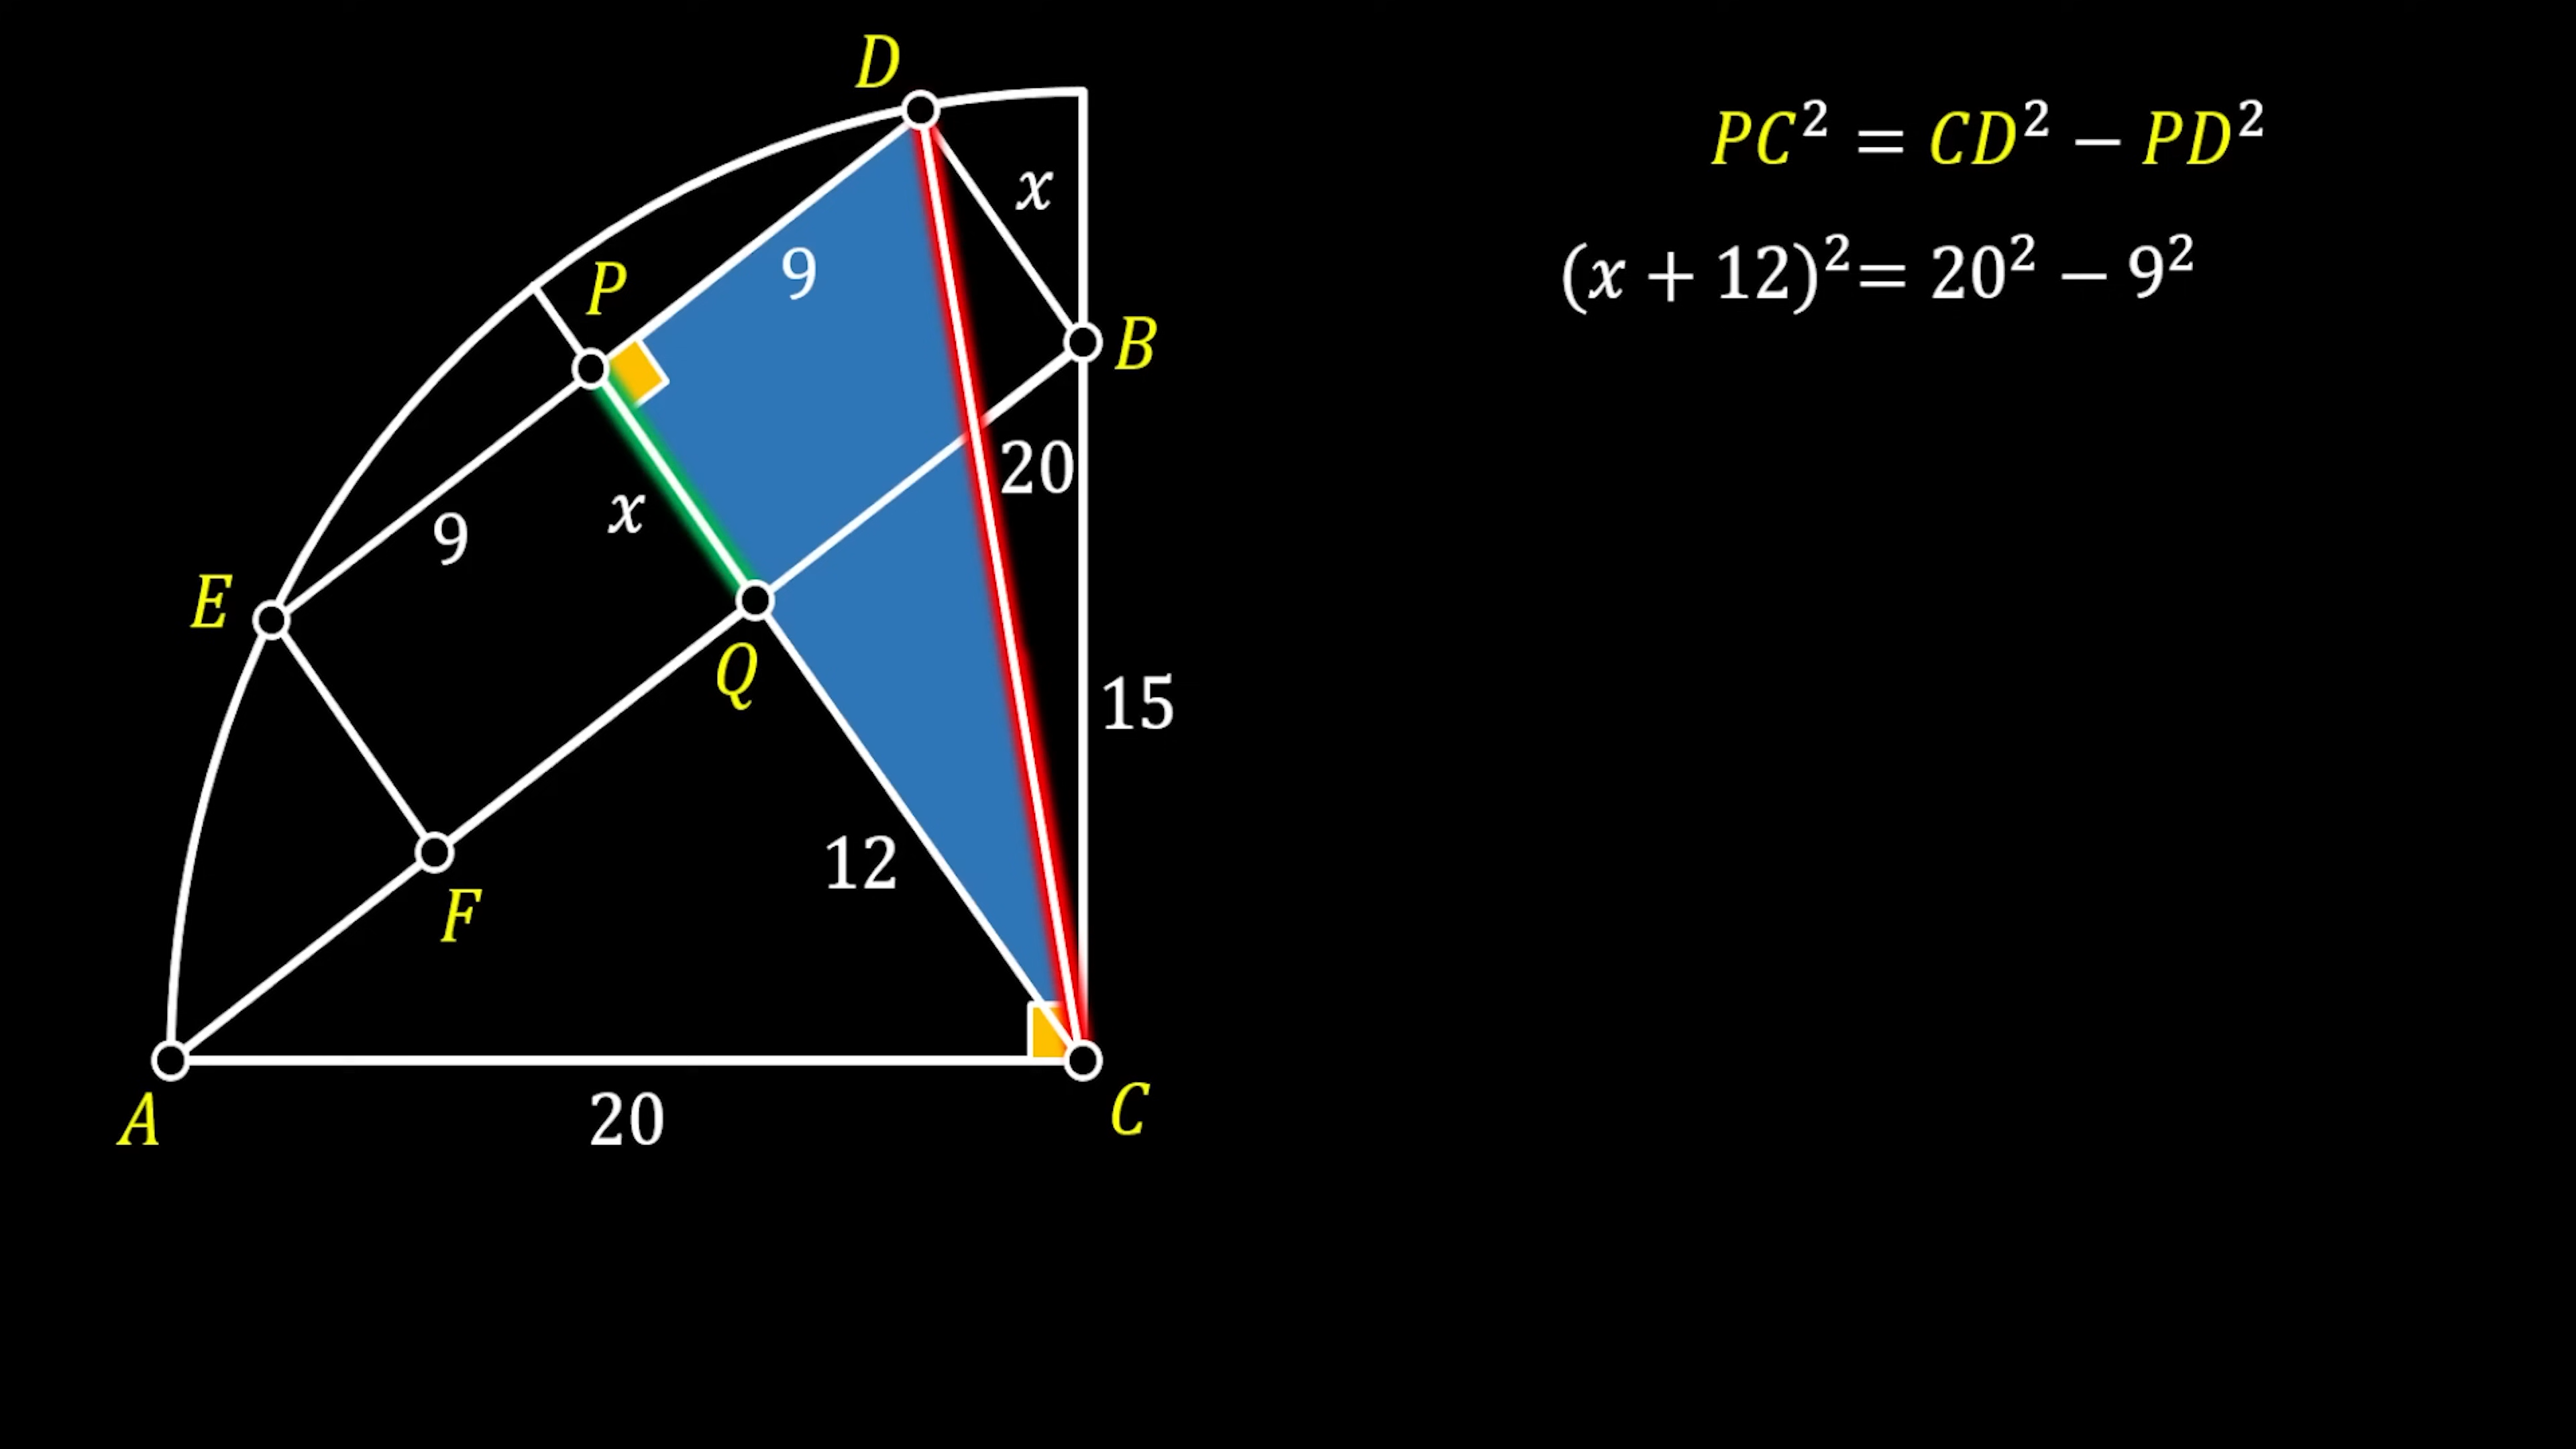 D
PC² = CD² − PD²
x
(x + 12)² = 20² − 9²
9
P
B
20
x
9
E
Q
15
12
F
A
20
C